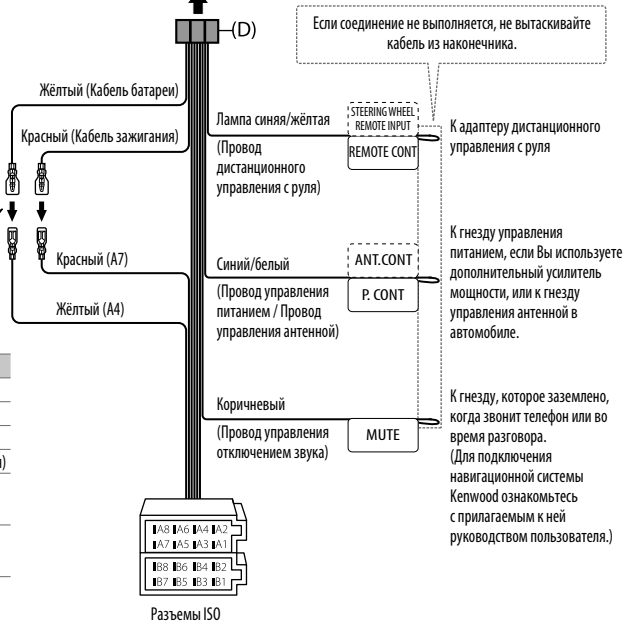 (D)
Если соединение не выполняется, не вытаскивайте
кабель из наконечника.
Жёлтый (Кабель батареи)
Красный (Кабель зажигания)
Красный (A7)
Жёлтый (A4)
Лампа синяя/жёлтая
(Провод
дистанционного
управления с руля)
STEERING WHEEL
REMOTE INPUT
REMOTE CONT
К адаптеру дистанционного
управления с руля
Синий/белый
(Провод управления
питанием / Провод
управления антенной)
ANT.CONT
P. CONT
К гнезду управления
питанием, если Вы используете
дополнительный усилитель
мощности, или к гнезду
управления антенной в
автомобиле.
Коричневый
(Провод управления
отключением звука)
MUTE
К гнезду, которое заземлено,
когда звонит телефон или во
время разговора.
(Для подключения
навигационной системы
Kenwood ознакомьтесь
с прилагаемым к ней
руководством пользователя.)
A8 A6 A4 A2
A7 A5 A3 A1
B8 B6 B4 B2
B7 B5 B3 B1
Разъемы ISO